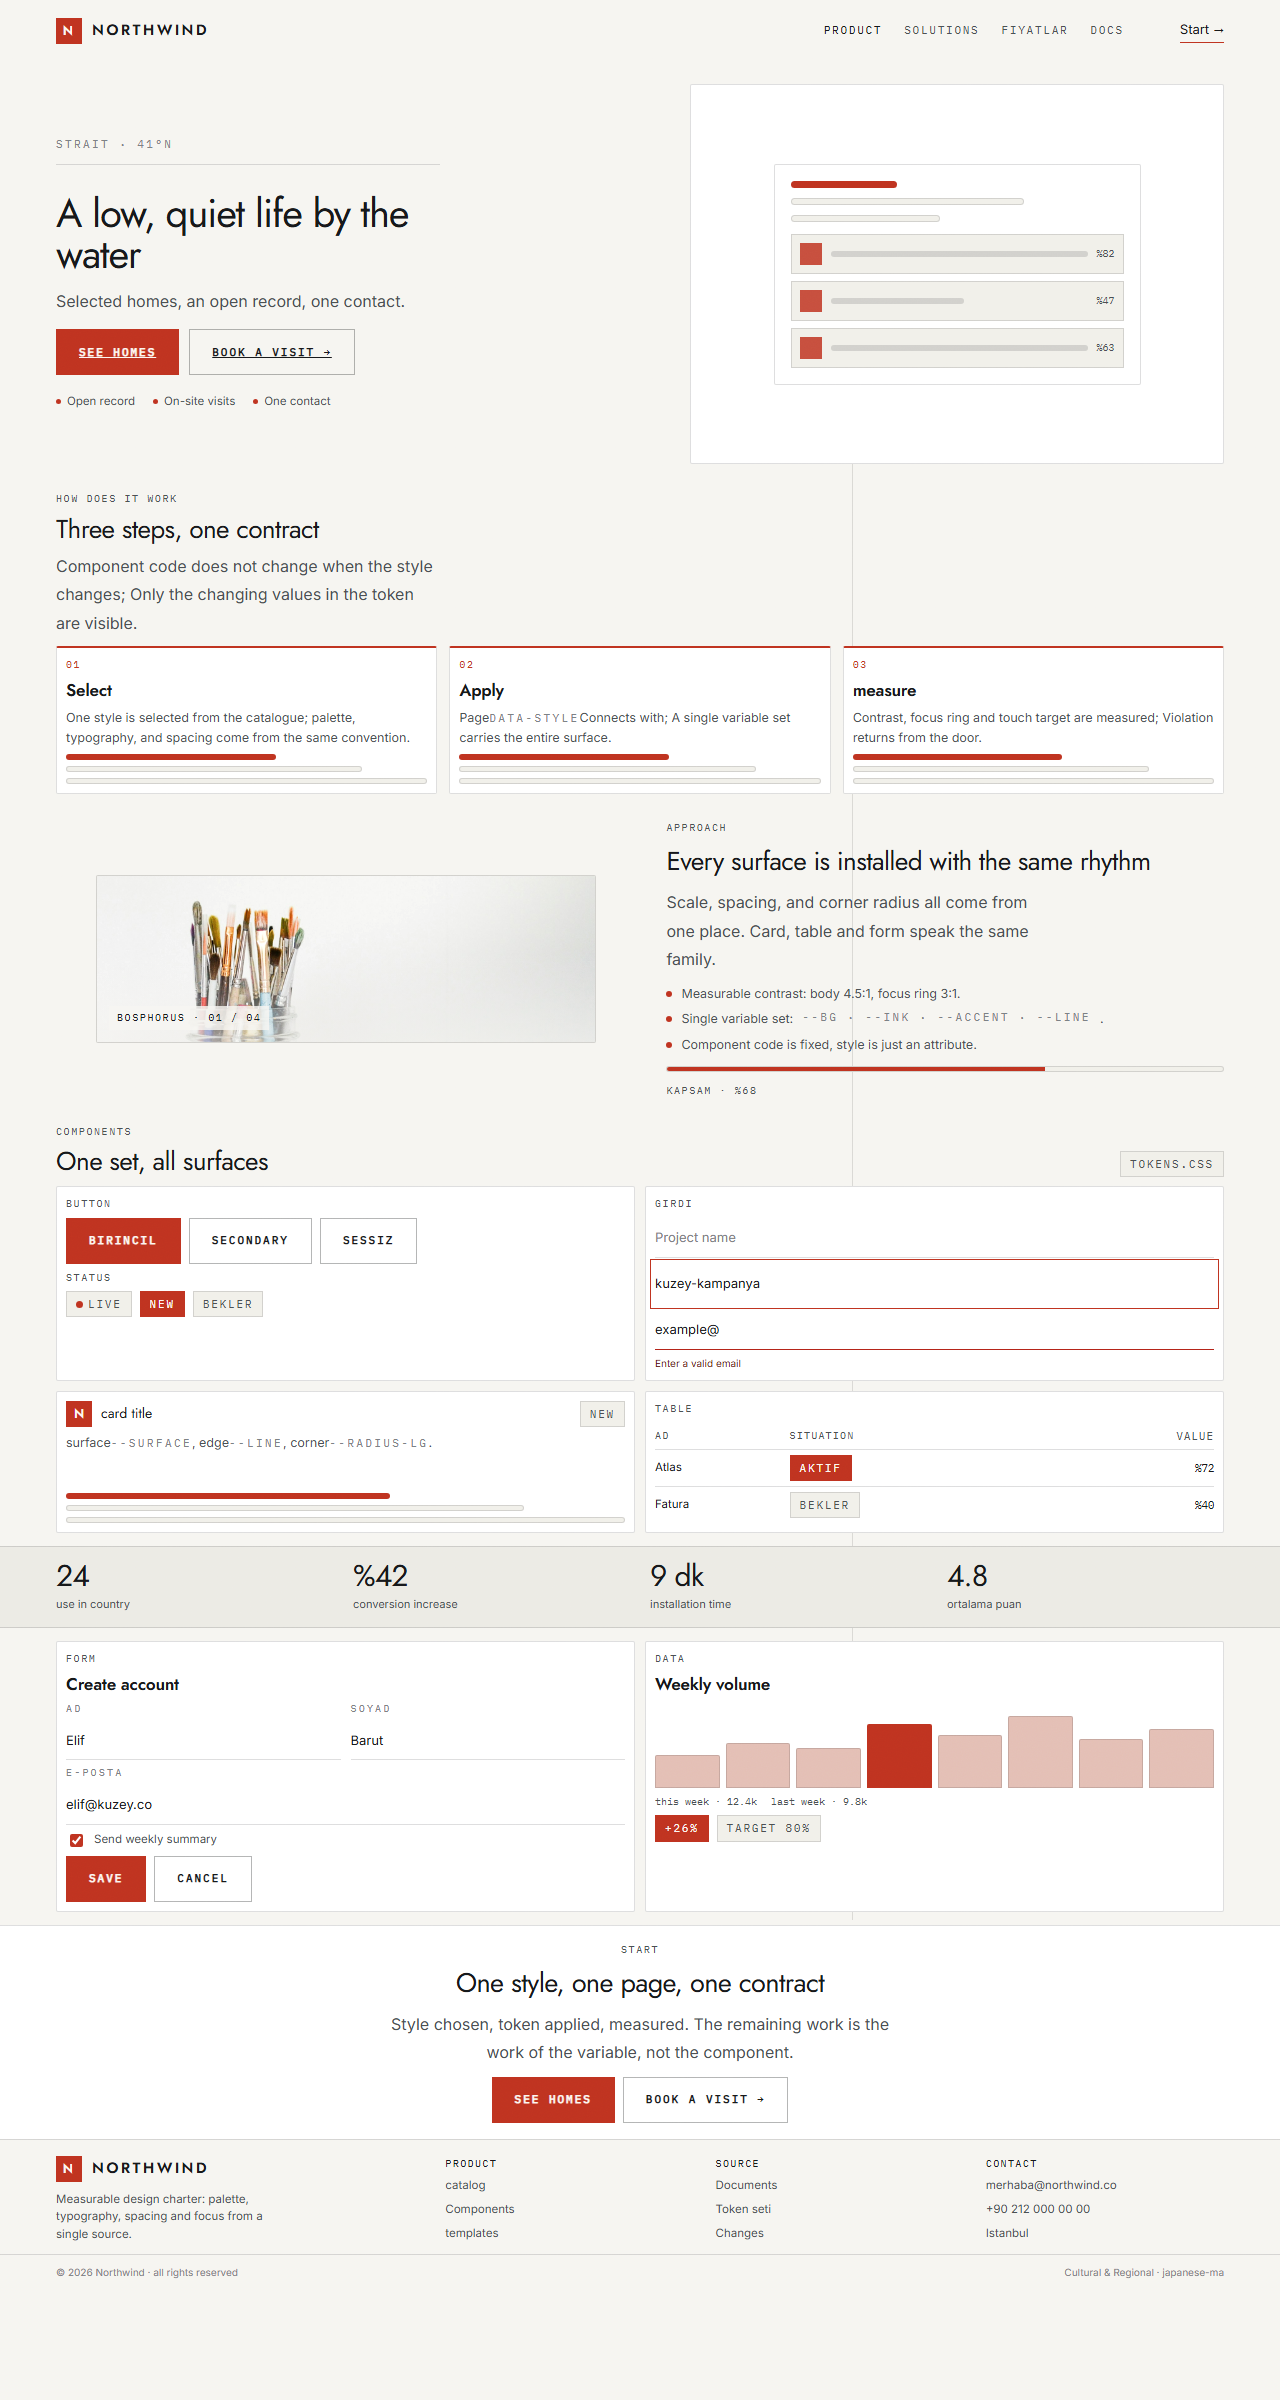 N NORTHWIND
PRODUCT SOLUTIONS FIYATLAR DOCS Start →
STRAIT · 41°N
A low, quiet life by the
water
Selected homes, an open record, one contact.
SEE HOMES BOOK A VISIT →
Open record On-site visits One contact
%82
%47
%63
HOW DOES IT WORK
Three steps, one contract
Component code does not change when the style
changes; Only the changing values in the token
are visible.
01
Select
One style is selected from the catalogue; palette,
typography, and spacing come from the same convention.
02
Apply
PageDATA-STYLEConnects with; A single variable set
carries the entire surface.
03
measure
Contrast, focus ring and touch target are measured; Violation
returns from the door.
BOSPHORUS · 01 / 04
APPROACH
Every surface is installed with the same rhythm
Scale, spacing, and corner radius all come from
one place. Card, table and form speak the same
family.
Measurable contrast: body 4.5:1, focus ring 3:1.
Single variable set: --BG · --INK · --ACCENT · --LINE .
Component code is fixed, style is just an attribute.
KAPSAM · %68
COMPONENTS
One set, all surfaces
TOKENS.CSS
BUTTON
BIRINCIL SECONDARY SESSIZ
STATUS
LIVE NEW BEKLER
GIRDI
Project name
kuzey-kampanya
example@
Enter a valid email
N card title NEW
surface--SURFACE, edge--LINE, corner--RADIUS-LG.
TABLE
AD SITUATION VALUE
Atlas AKTIF %72
Fatura BEKLER %40
24
use in country
%42
conversion increase
9 dk
installation time
4.8
ortalama puan
FORM
Create account
AD SOYAD
Elif Barut
E-POSTA
elif@kuzey.co
Send weekly summary
SAVE CANCEL
DATA
Weekly volume
this week · 12.4k last week · 9.8k
+26% TARGET 80%
START
One style, one page, one contract
Style chosen, token applied, measured. The remaining work is the
work of the variable, not the component.
SEE HOMES BOOK A VISIT →
N NORTHWIND
Measurable design charter: palette,
typography, spacing and focus from a
single source.
PRODUCT
catalog
Components
templates
SOURCE
Documents
Token seti
Changes
CONTACT
merhaba@northwind.co
+90 212 000 00 00
Istanbul
© 2026 Northwind · all rights reserved
Cultural & Regional · japanese-ma